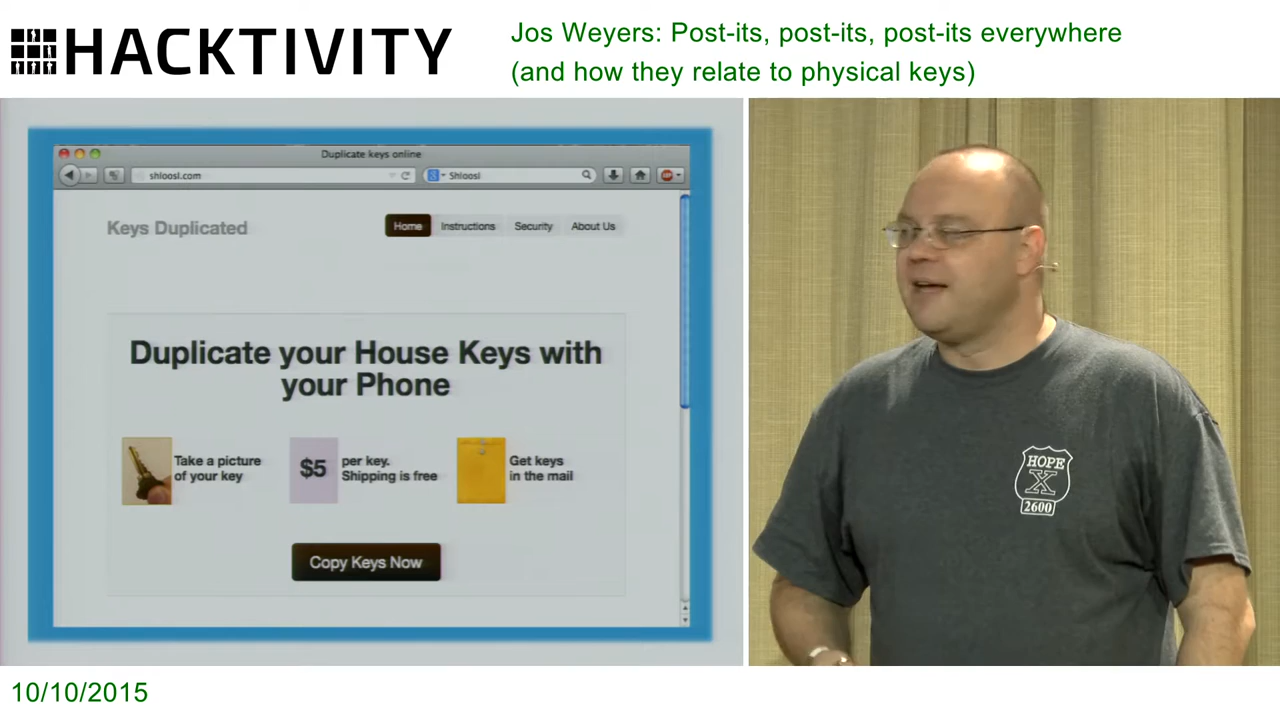 HACKTIVITY
Jos Weyers: Post-its, post-its, post-its everywhere
(and how they relate to physical keys)
Duplicate keys online
shloosl.com
Shloosl
Keys Duplicated
Home Instructions Security About Us
Duplicate your House Keys with
your Phone
Take a picture
of your key
$5
per key.
Shipping is free
Get keys
in the mail
Copy Keys Now
HOPE
X
2600
10/10/2015